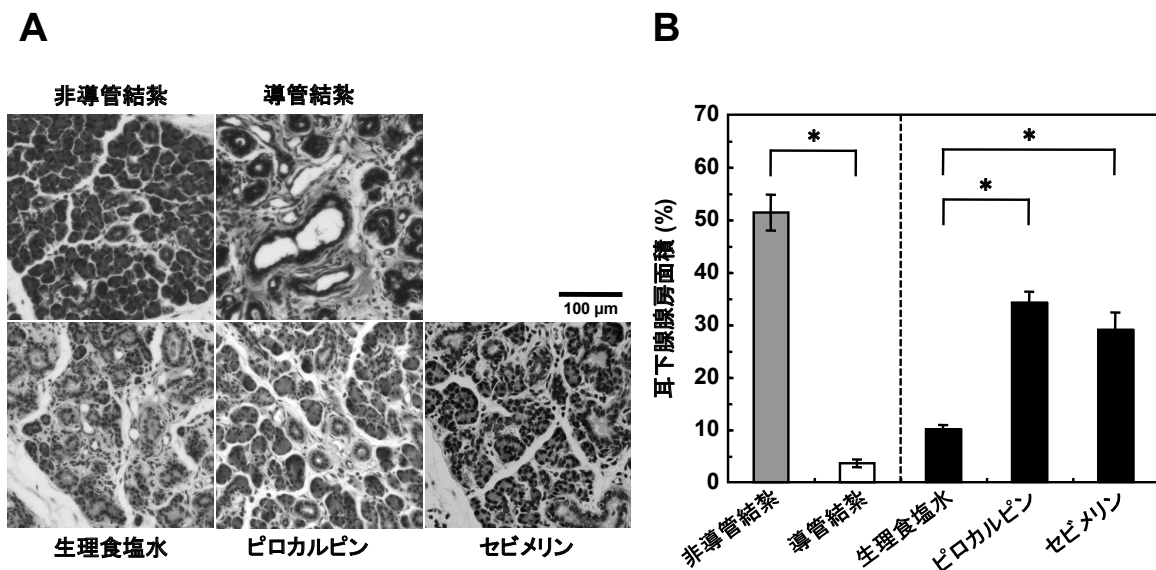 A
非導管結紮
導管結紮
100 µm
生理食塩水
ピロカルピン
セビメリン
B
耳下腺腺房面積 (%)
70
60
50
40
30
20
10
0
*
*
*
非導管結紮
導管結紮
生理食塩水
ピロカルピン
セビメリン